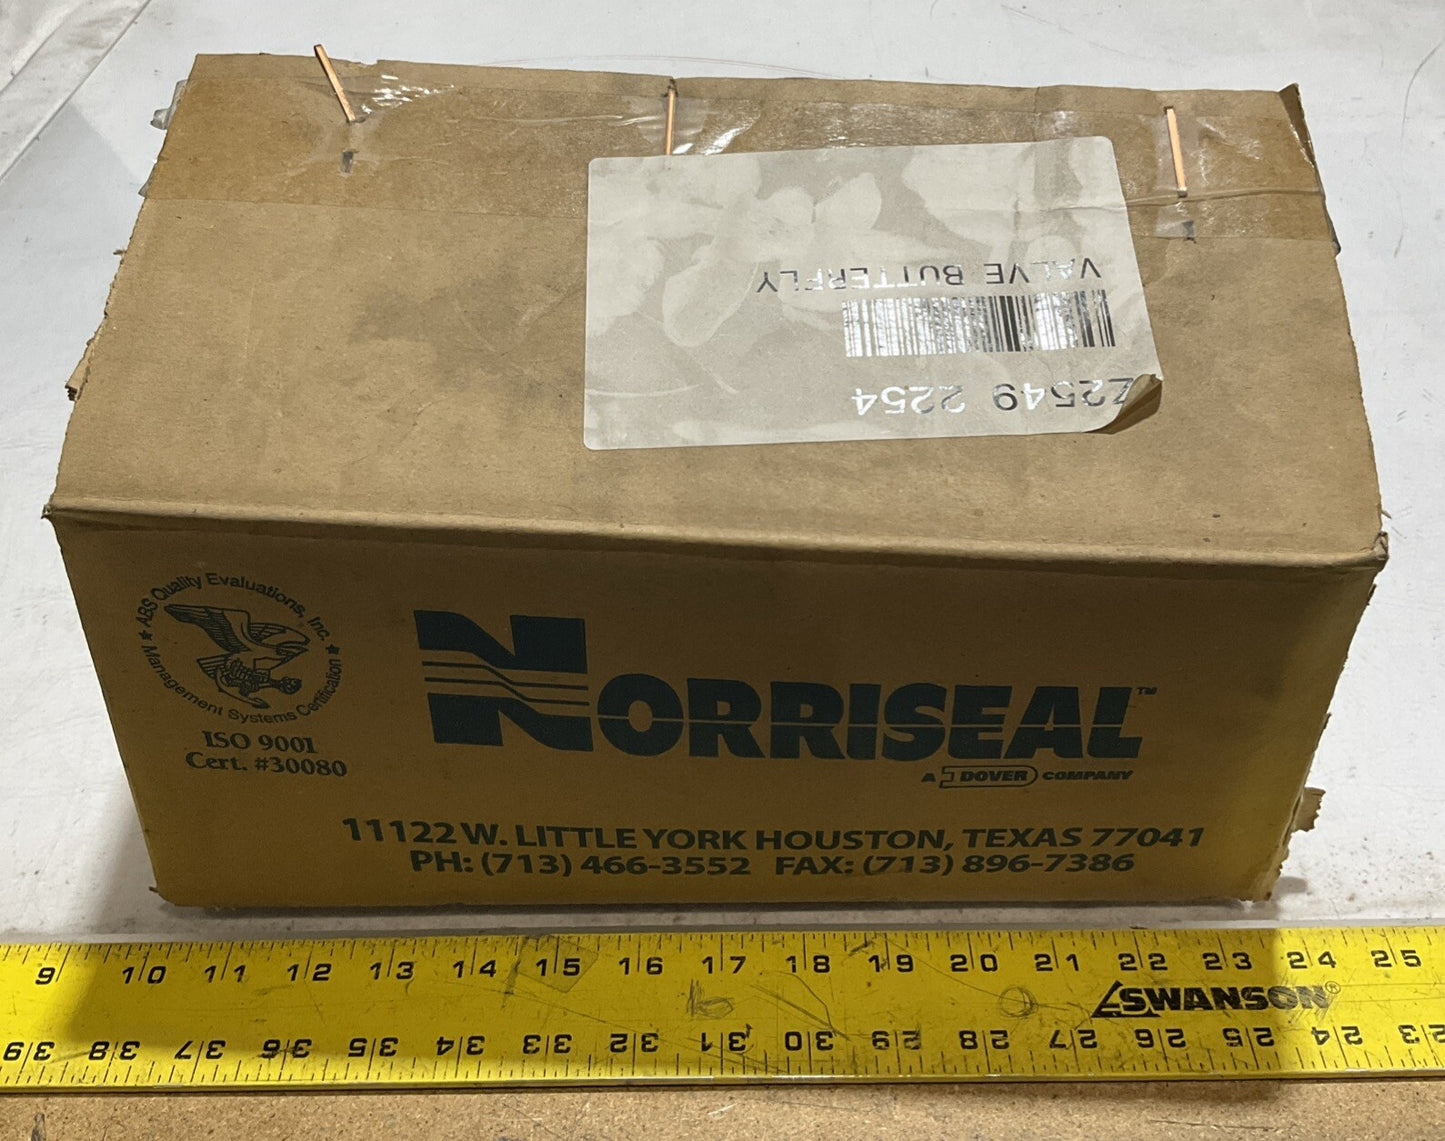 VALVE BUTTERFLY
Z2549 2254
ABS Quality Evaluations, Inc.
★ Management Systems Certification ★
ISO 9001
Cert. #30080
NORRISEAL™
A DOVER COMPANY
11122 W. LITTLE YORK HOUSTON, TEXAS 77041
PH: (713) 466-3552 FAX: (713) 896-7386
9 10 11 12 13 14 15 16 17 18 19 20 21 22 23 24 25
SWANSON®
39 38 37 36 35 34 33 32 31 30 29 28 27 26 25 24 23